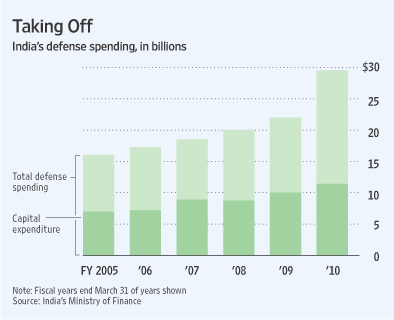 Taking Off
India's defense spending, in billions
$30
25
20
15
10
5
0
Total defense
spending
Capital
expenditure
FY 2005 '06 '07 '08 '09 '10
Note: Fiscal years end March 31 of years shown
Source: India's Ministry of Finance